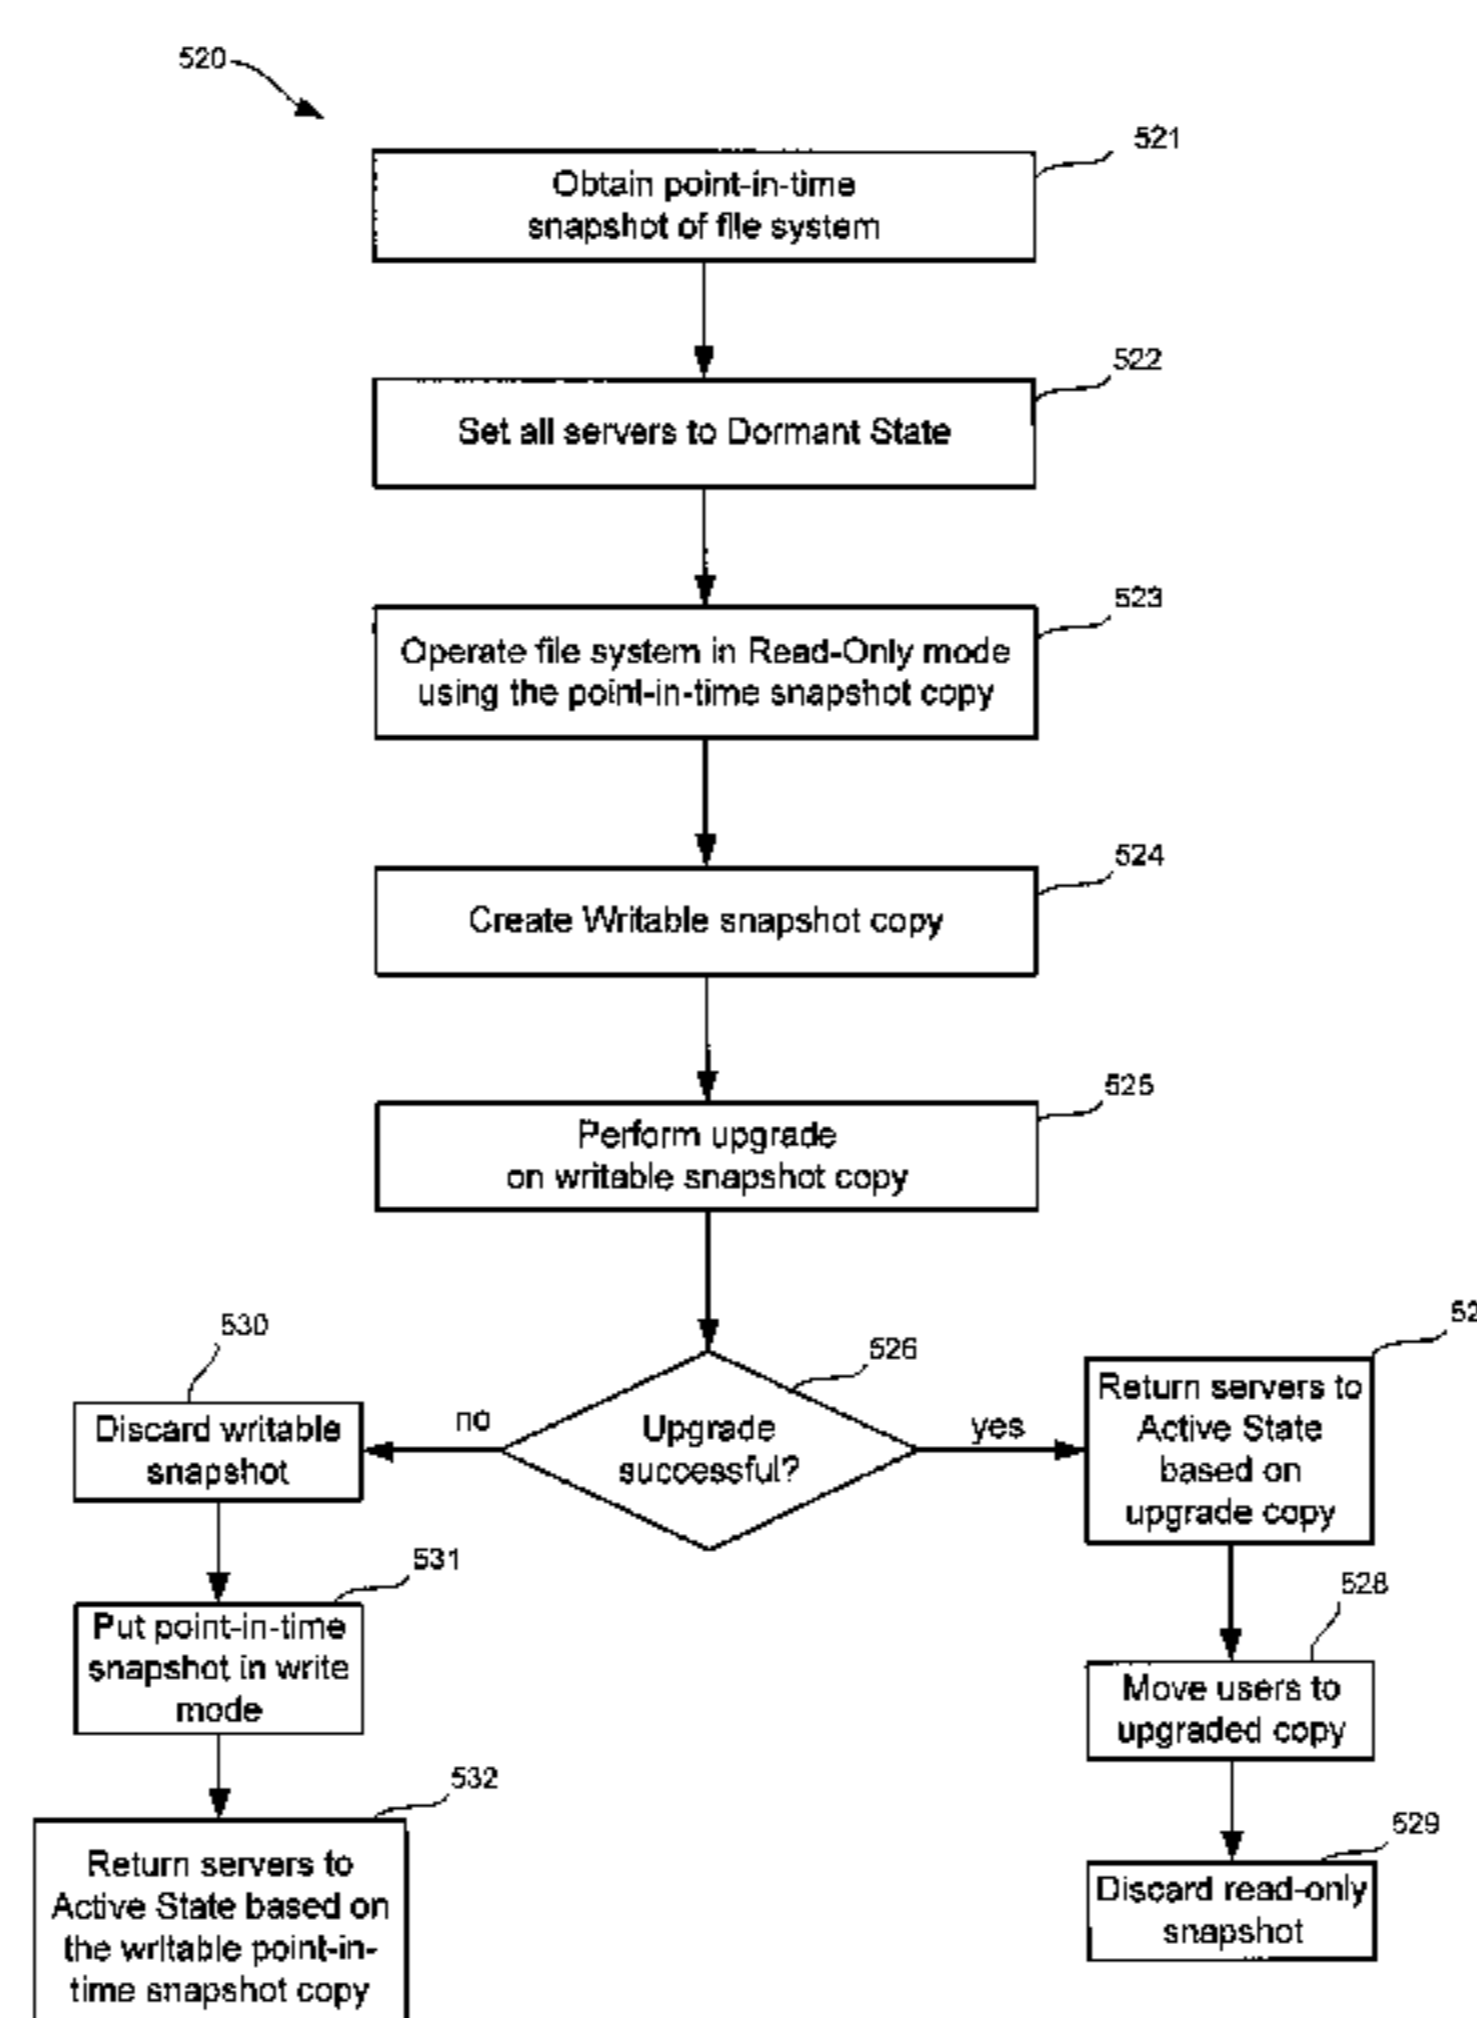 520
521
Obtain point-in-time
snapshot of file system
522
Set all servers to Dormant State
523
Operate file system in Read-Only mode
using the point-in-time snapshot copy
524
Create Writable snapshot copy
525
Perform upgrade
on writable snapshot copy
526
Upgrade
successful?
no
yes
530
Discard writable
snapshot
531
Put point-in-time
snapshot in write
mode
532
Return servers to
Active State based on
the writable point-in-
time snapshot copy
52
Return servers to
Active State
based on
upgrade copy
528
Move users to
upgraded copy
529
Discard read-only
snapshot